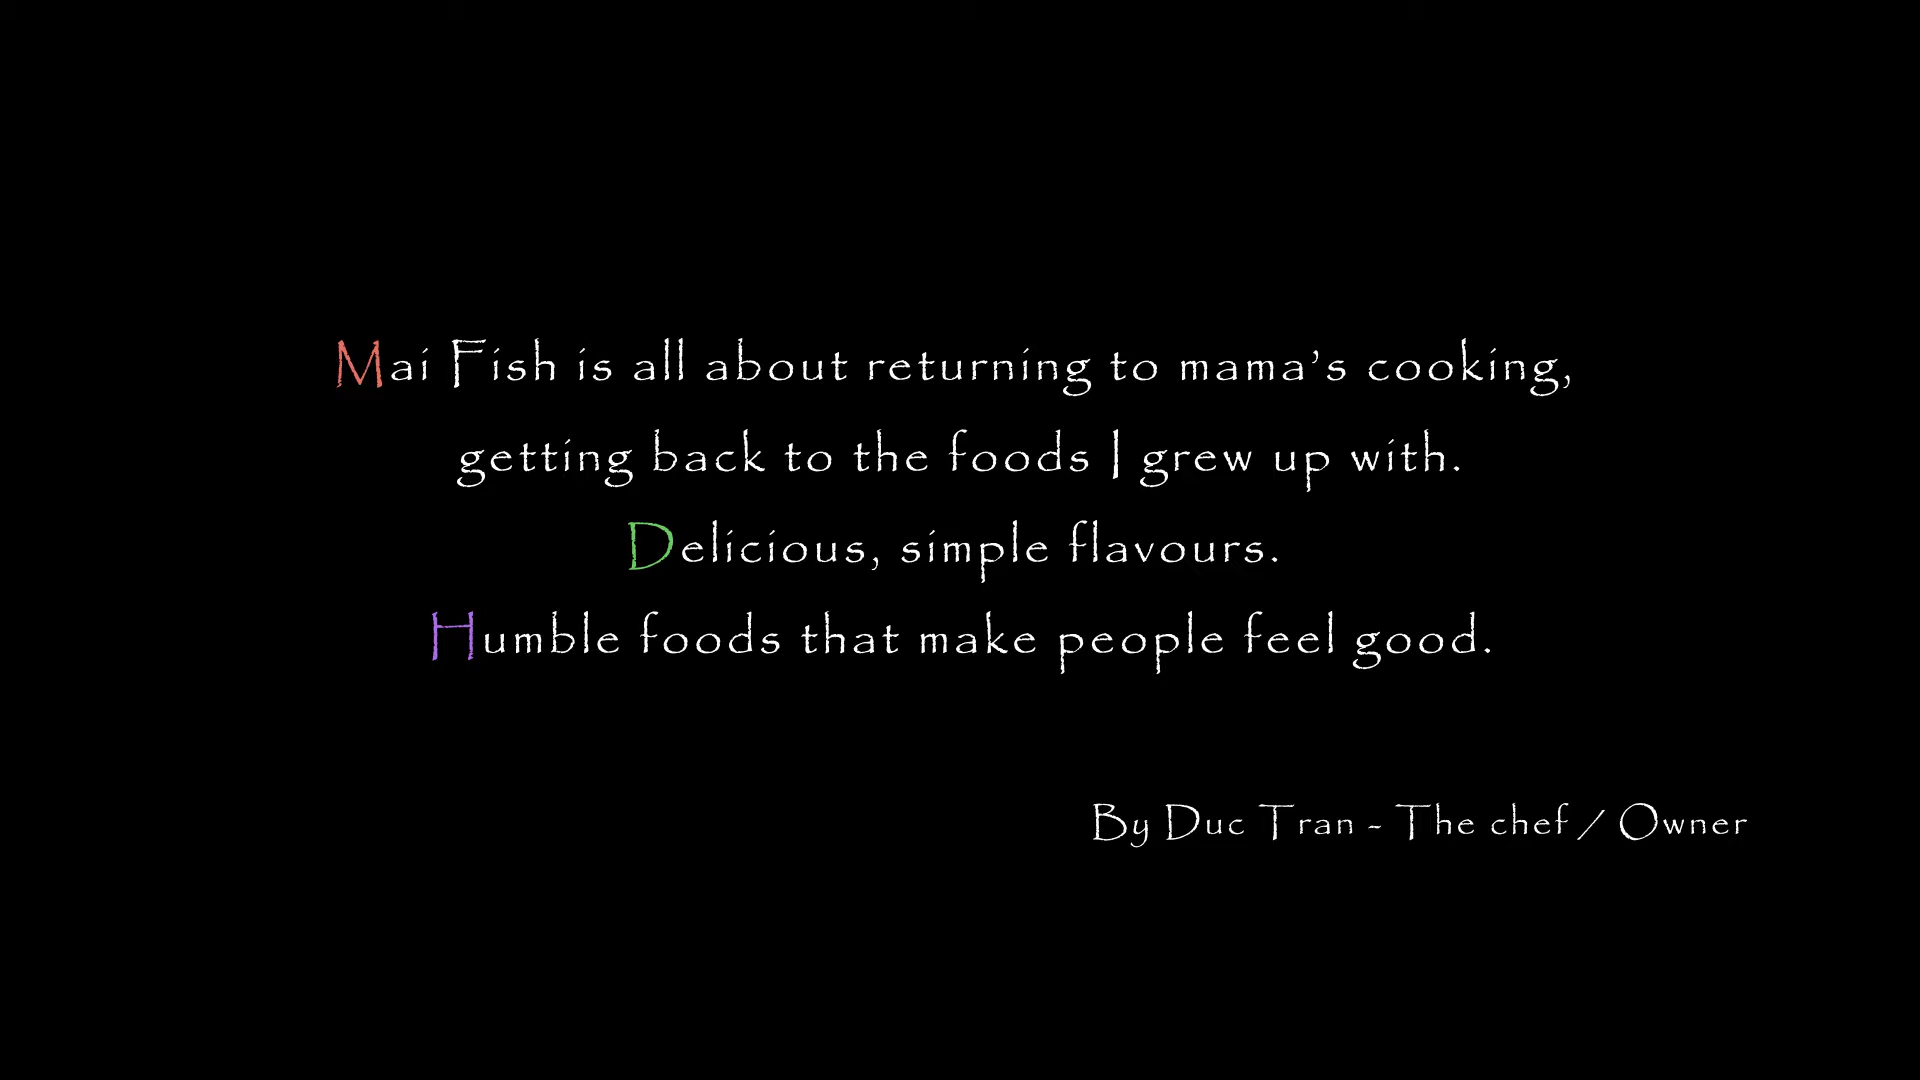 Mai Fish is all about returning to mama’s cooking,
getting back to the foods I grew up with.
Delicious, simple flavours.
Humble foods that make people feel good.
By Duc Tran - The chef / Owner